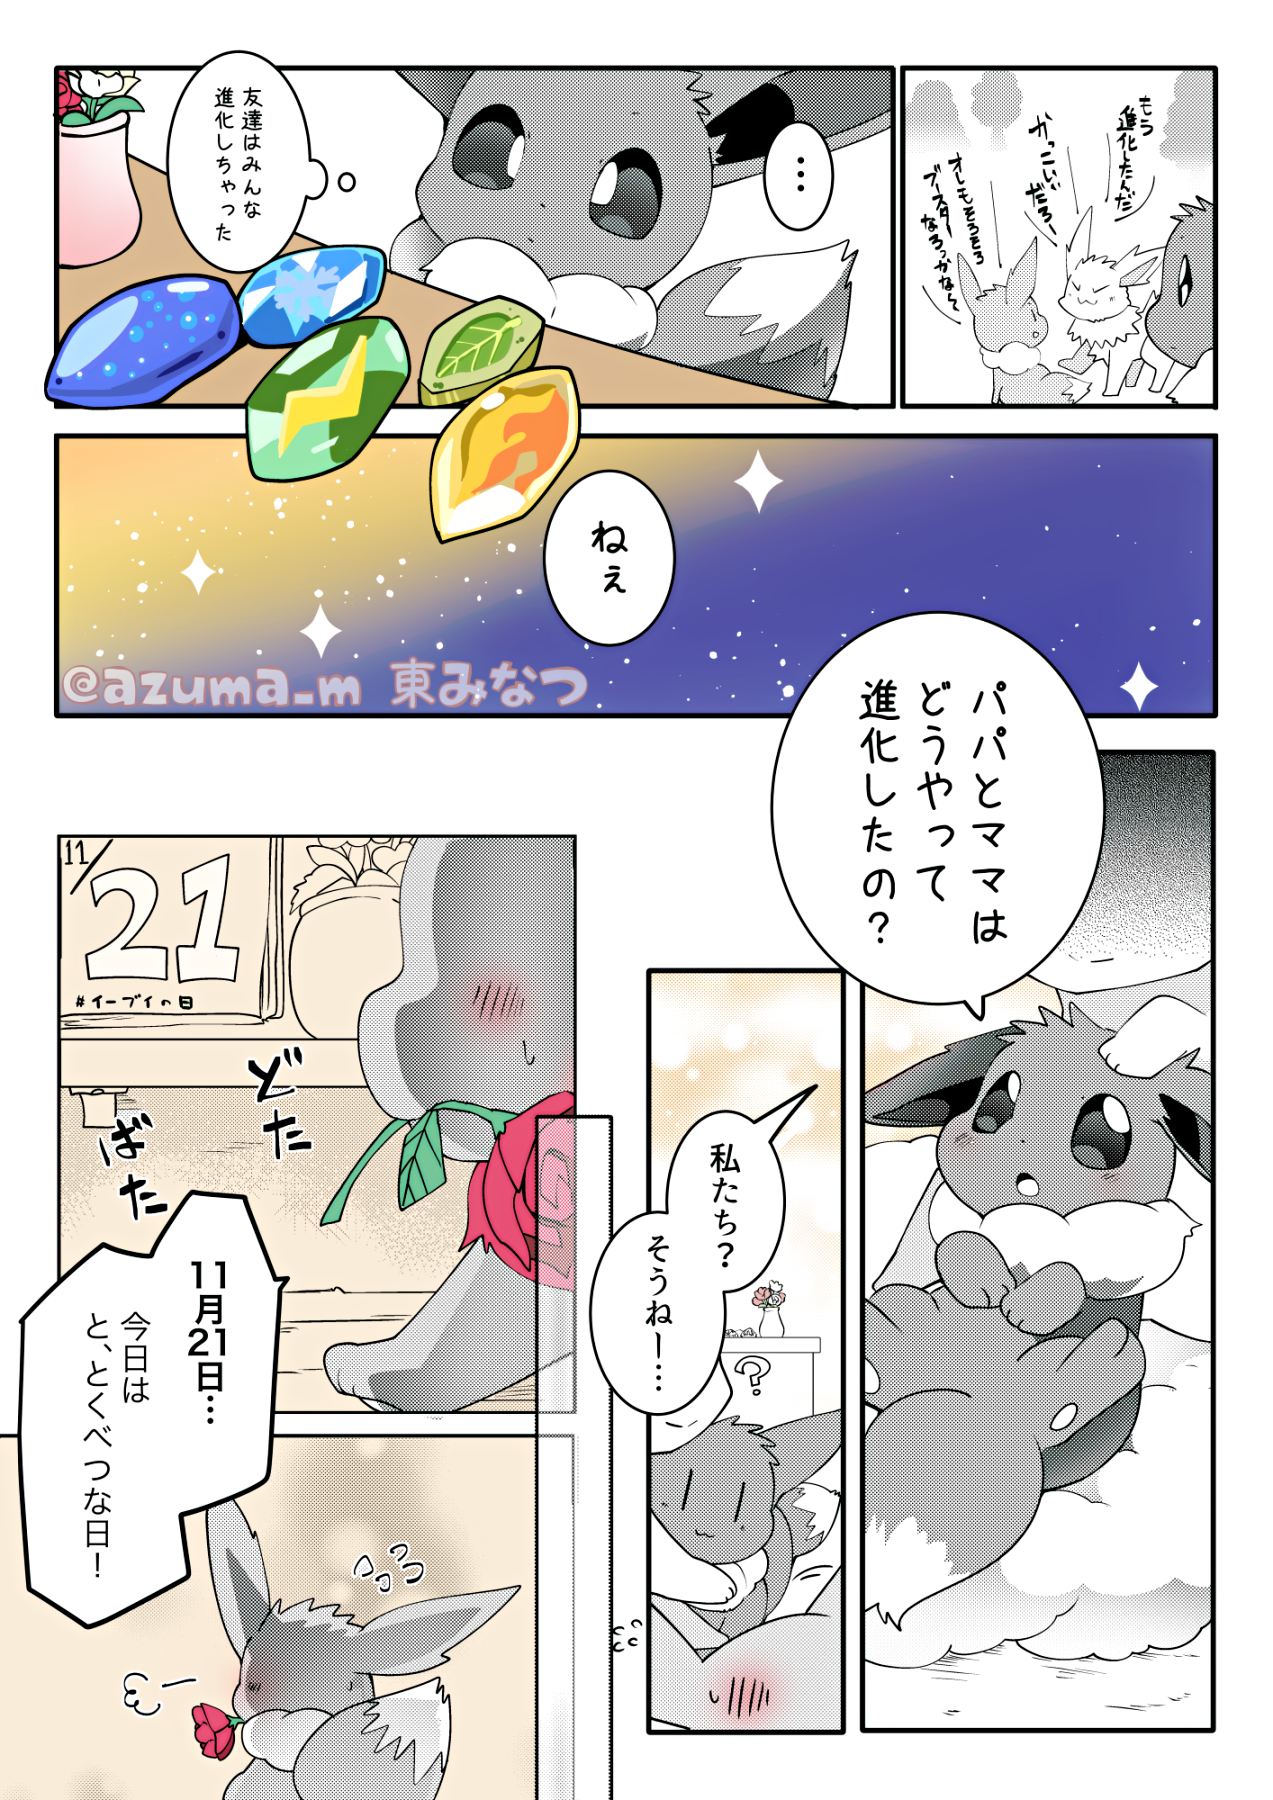 もう
進化したんだ
かっこいい
だろー
オレもそろそろ
ブースター
なろっかな〜
…
友達はみんな
進化しちゃった
ねぇ
@azuma_m 東みなつ
パパとママは
どうやって
進化したの？
私たち？
そうねー…
？
11/21
#イーブイの日
どた
ばた
11月21日…
今日は
と、とくべつな日！